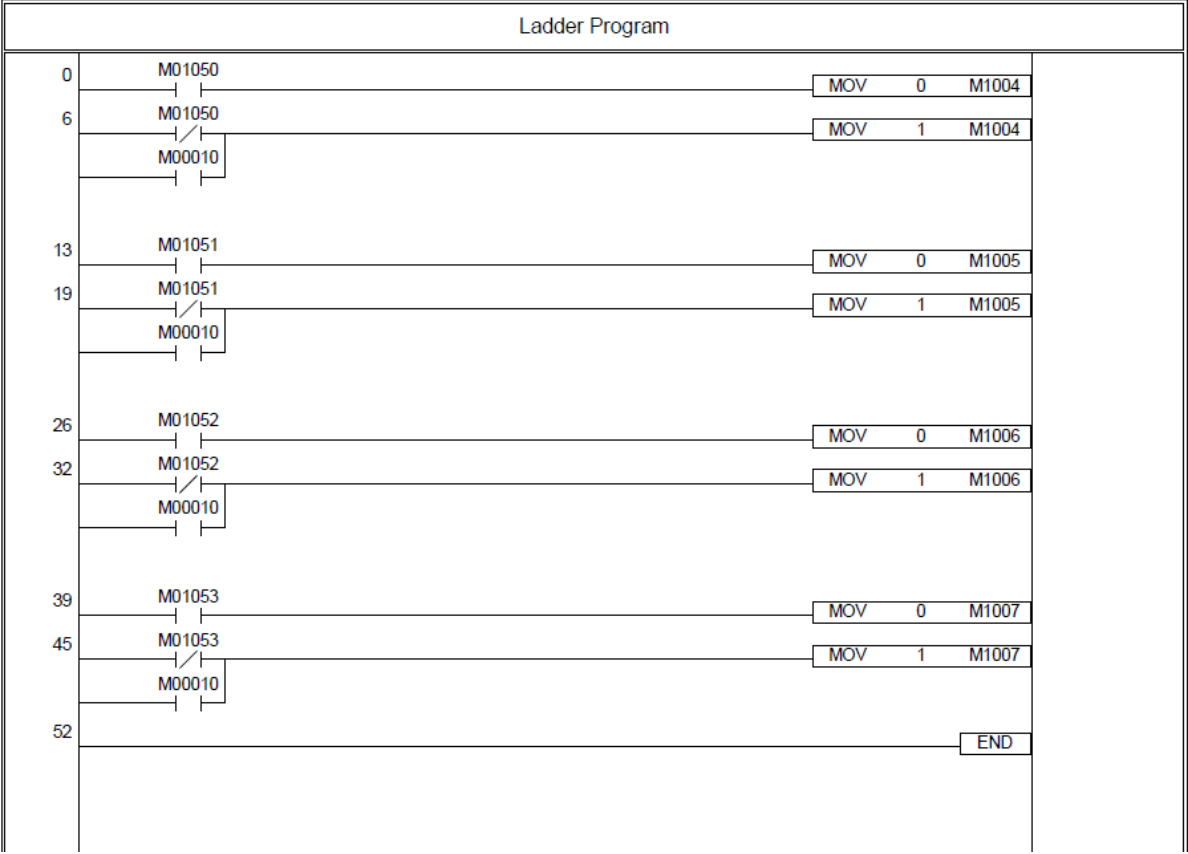 Ladder Program
0 M01050 MOV 0 M1004
6 M01050 MOV 1 M1004
M00010
13 M01051 MOV 0 M1005
19 M01051 MOV 1 M1005
M00010
26 M01052 MOV 0 M1006
32 M01052 MOV 1 M1006
M00010
39 M01053 MOV 0 M1007
45 M01053 MOV 1 M1007
M00010
52 END